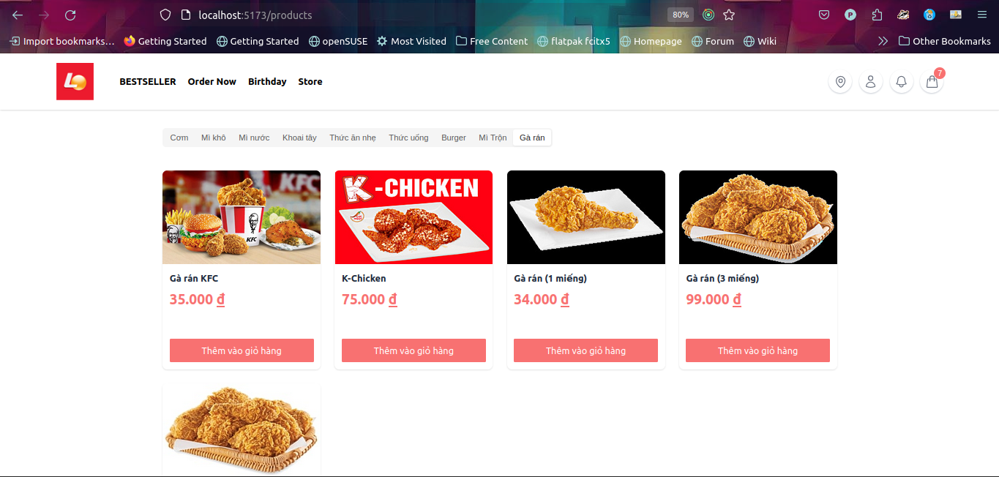 localhost:5173/products
80%
P
Import bookmarks...
Getting Started
Getting Started
openSUSE
Most Visited
Free Content
flatpak fcitx5
Homepage
Forum
Wiki
Other Bookmarks
BESTSELLER
Order Now
Birthday
Store
7
Cơm
Mì khô
Mì nước
Khoai tây
Thức ăn nhẹ
Thức uống
Burger
Mì Trộn
Gà rán
KFC
KFC
K-CHICKEN
Gà rán KFC
K-Chicken
Gà rán (1 miếng)
Gà rán (3 miếng)
35.000 ₫
75.000 ₫
34.000 ₫
99.000 ₫
Thêm vào giỏ hàng
Thêm vào giỏ hàng
Thêm vào giỏ hàng
Thêm vào giỏ hàng